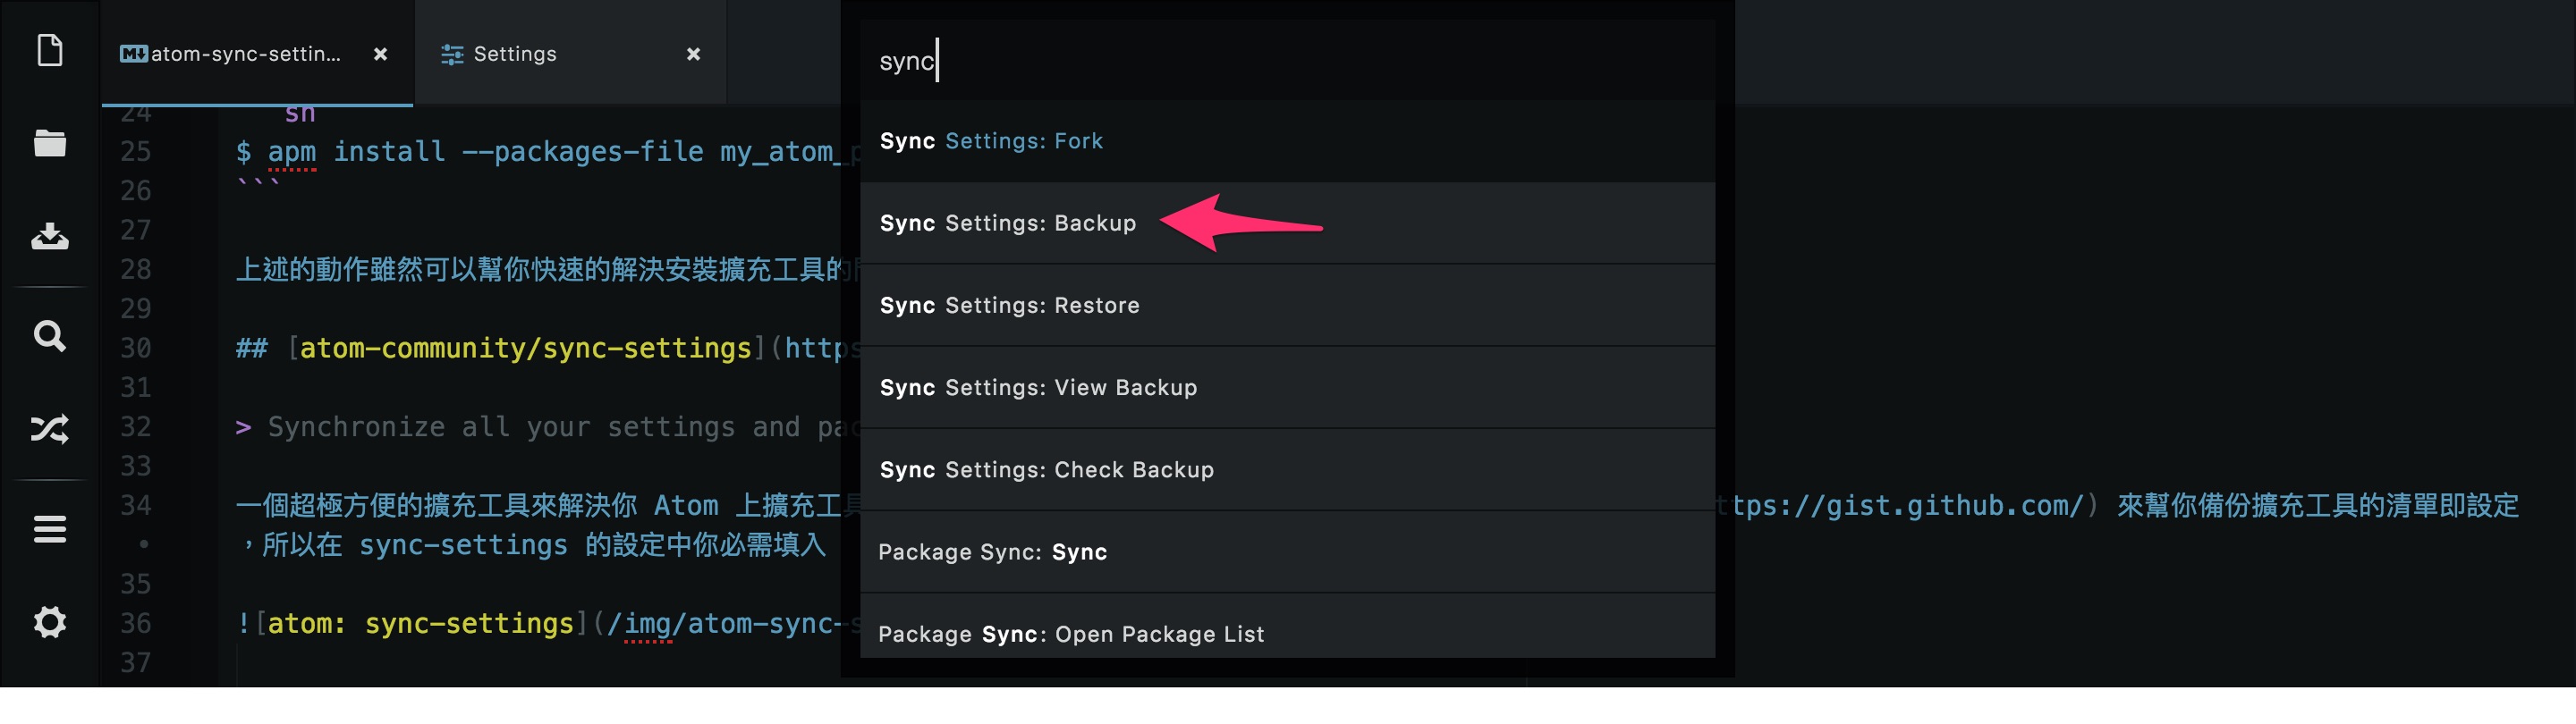 atom-sync-settin...
Settings
sync
24 sh
25 $ apm install --packages-file my_atom_p
26 ```
27
28 上述的動作雖然可以幫你快速的解決安裝擴充工具的
29
30 ## [atom-community/sync-settings](https
31
32 > Synchronize all your settings and pac
33
34 一個超極方便的擴充工具來解決你 Atom 上擴充工具 ttps://gist.github.com/) 來幫你備份擴充工具的清單即設定
• ，所以在 sync-settings 的設定中你必需填入
35
36 ![atom: sync-settings](/img/atom-sync-s
37
Sync Settings: Fork
Sync Settings: Backup
Sync Settings: Restore
Sync Settings: View Backup
Sync Settings: Check Backup
Package Sync: Sync
Package Sync: Open Package List